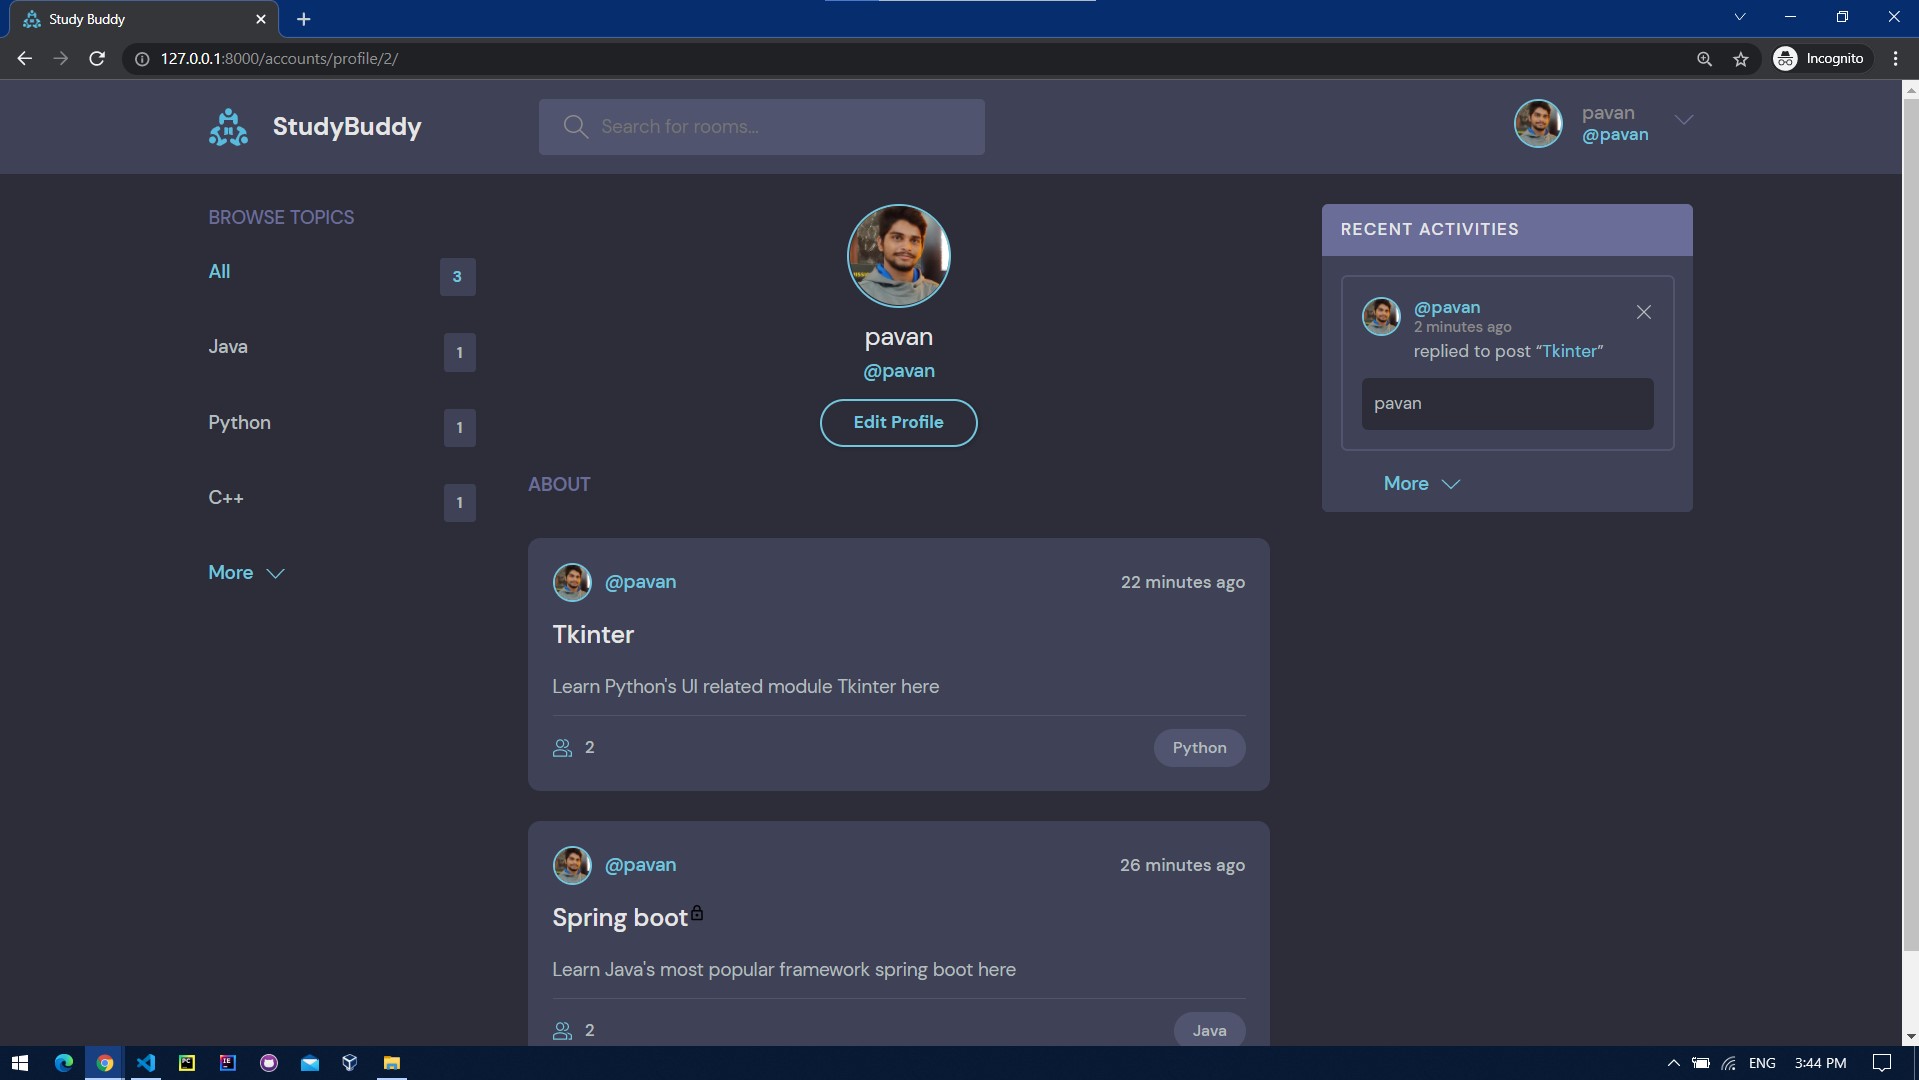 Study Buddy
127.0.0.1:8000/accounts/profile/2/
Incognito
StudyBuddy
Search for rooms...
pavan
@pavan
BROWSE TOPICS
All 3
Java 1
Python 1
C++ 1
More
pavan
@pavan
Edit Profile
ABOUT
@pavan 22 minutes ago
Tkinter
Learn Python's UI related module Tkinter here
2 Python
@pavan 26 minutes ago
Spring boot
Learn Java's most popular framework spring boot here
2 Java
RECENT ACTIVITIES
@pavan
2 minutes ago
replied to post “Tkinter”
pavan
More
ENG 3:44 PM